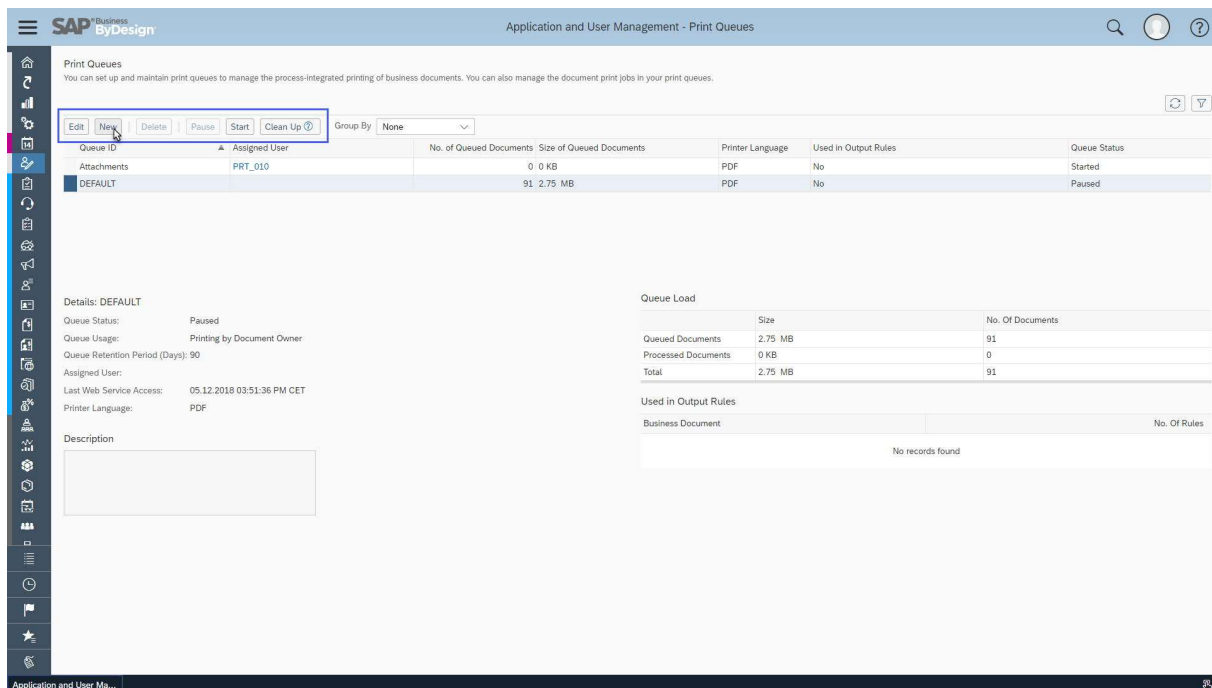 SAP Business ByDesign
Application and User Management - Print Queues
Print Queues
You can set up and maintain print queues to manage the process-integrated printing of business documents. You can also manage the document print jobs in your print queues.
Edit New Delete Pause Start Clean Up Group By None
Queue ID Assigned User No. of Queued Documents Size of Queued Documents Printer Language Used in Output Rules Queue Status
Attachments PRT_010 0 0 KB PDF No Started
DEFAULT 91 2.75 MB PDF No Paused
14
Details: DEFAULT
Queue Status: Paused
Queue Usage: Printing by Document Owner
Queue Retention Period (Days): 90
Assigned User:
Last Web Service Access: 05.12.2018 03:51:36 PM CET
Printer Language: PDF
Description
Queue Load
Size No. Of Documents
Queued Documents 2.75 MB 91
Processed Documents 0 KB 0
Total 2.75 MB 91
Used in Output Rules
Business Document No. Of Rules
No records found
Application and User Ma...